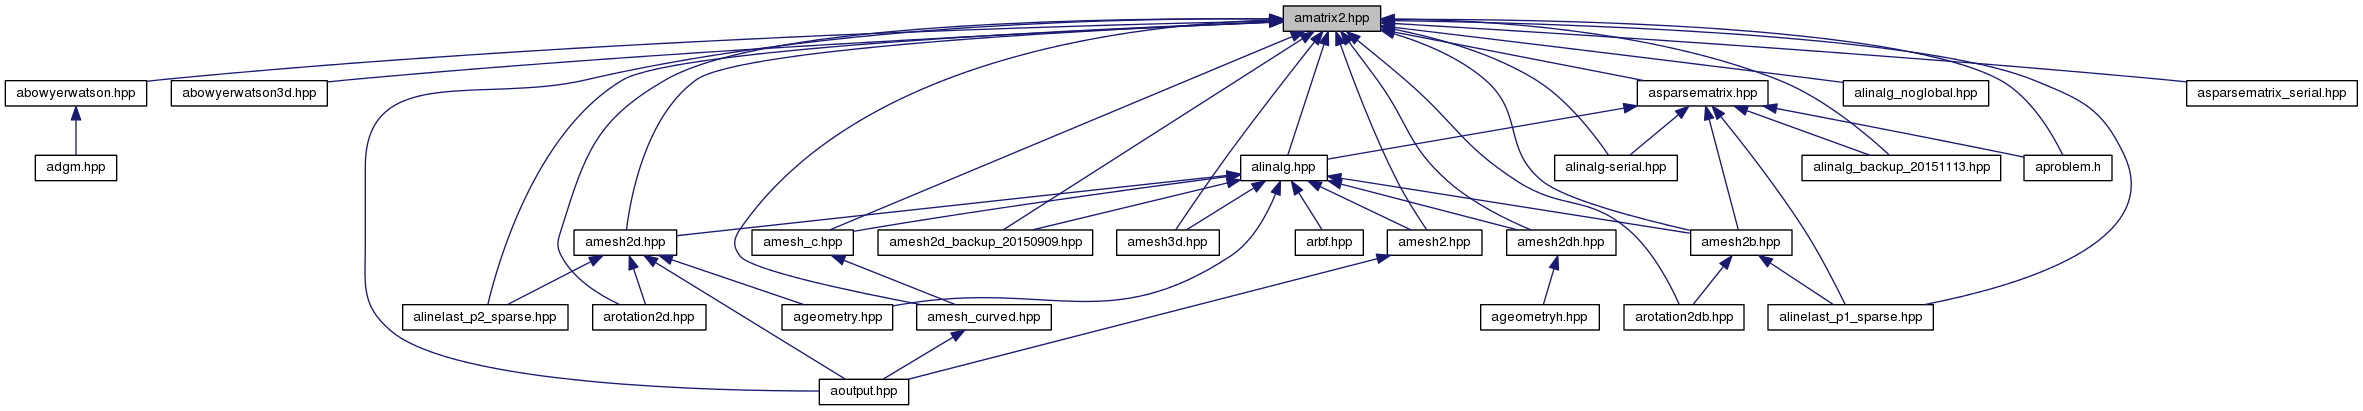 amatrix2.hpp
abowyerwatson.hpp
abowyerwatson3d.hpp
asparsematrix.hpp
alinalg_noglobal.hpp
asparsematrix_serial.hpp
adgm.hpp
alinalg.hpp
alinalg-serial.hpp
alinalg_backup_20151113.hpp
aproblem.h
amesh2d.hpp
amesh_c.hpp
amesh2d_backup_20150909.hpp
amesh3d.hpp
arbf.hpp
amesh2.hpp
amesh2dh.hpp
amesh2b.hpp
alinelast_p2_sparse.hpp
arotation2d.hpp
ageometry.hpp
amesh_curved.hpp
ageometryh.hpp
arotation2db.hpp
alinelast_p1_sparse.hpp
aoutput.hpp